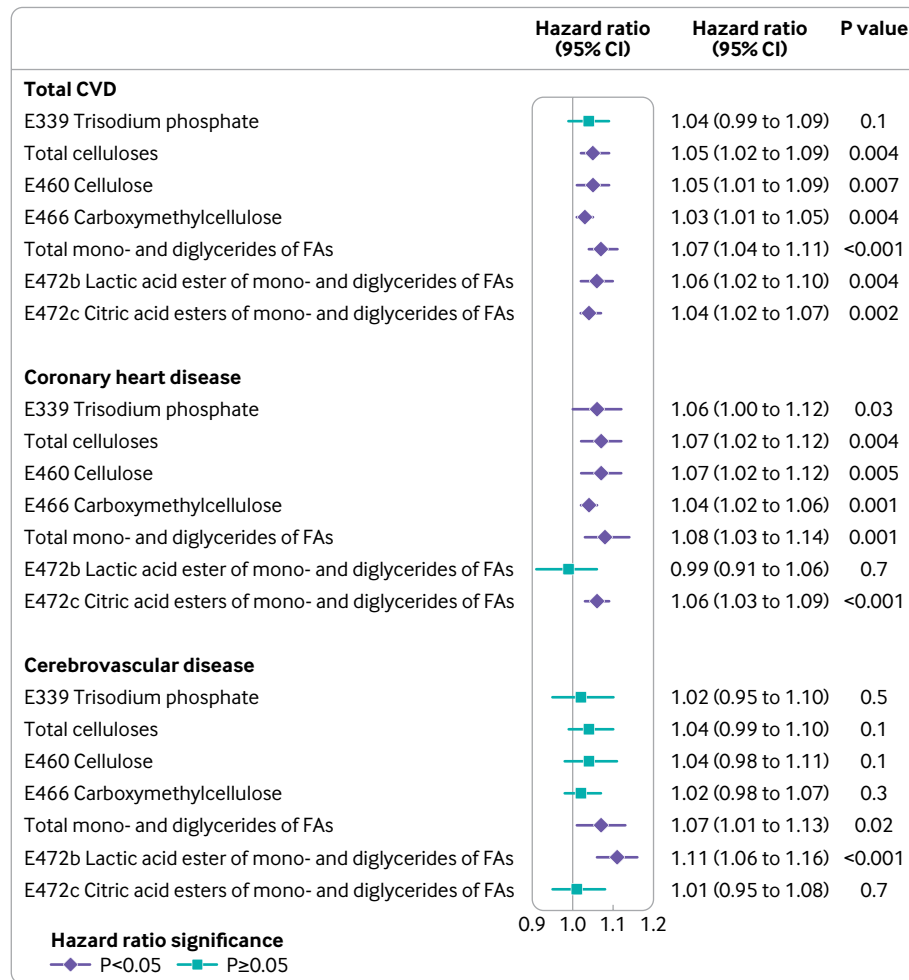 Hazard ratio (95% CI) Hazard ratio (95% CI) P value
Total CVD
E339 Trisodium phosphate 1.04 (0.99 to 1.09) 0.1
Total celluloses 1.05 (1.02 to 1.09) 0.004
E460 Cellulose 1.05 (1.01 to 1.09) 0.007
E466 Carboxymethylcellulose 1.03 (1.01 to 1.05) 0.004
Total mono- and diglycerides of FAs 1.07 (1.04 to 1.11) <0.001
E472b Lactic acid ester of mono- and diglycerides of FAs 1.06 (1.02 to 1.10) 0.004
E472c Citric acid esters of mono- and diglycerides of FAs 1.04 (1.02 to 1.07) 0.002
Coronary heart disease
E339 Trisodium phosphate 1.06 (1.00 to 1.12) 0.03
Total celluloses 1.07 (1.02 to 1.12) 0.004
E460 Cellulose 1.07 (1.02 to 1.12) 0.005
E466 Carboxymethylcellulose 1.04 (1.02 to 1.06) 0.001
Total mono- and diglycerides of FAs 1.08 (1.03 to 1.14) 0.001
E472b Lactic acid ester of mono- and diglycerides of FAs 0.99 (0.91 to 1.06) 0.7
E472c Citric acid esters of mono- and diglycerides of FAs 1.06 (1.03 to 1.09) <0.001
Cerebrovascular disease
E339 Trisodium phosphate 1.02 (0.95 to 1.10) 0.5
Total celluloses 1.04 (0.99 to 1.10) 0.1
E460 Cellulose 1.04 (0.98 to 1.11) 0.1
E466 Carboxymethylcellulose 1.02 (0.98 to 1.07) 0.3
Total mono- and diglycerides of FAs 1.07 (1.01 to 1.13) 0.02
E472b Lactic acid ester of mono- and diglycerides of FAs 1.11 (1.06 to 1.16) <0.001
E472c Citric acid esters of mono- and diglycerides of FAs 1.01 (0.95 to 1.08) 0.7
0.9 1.0 1.1 1.2
Hazard ratio significance
P<0.05 P≥0.05